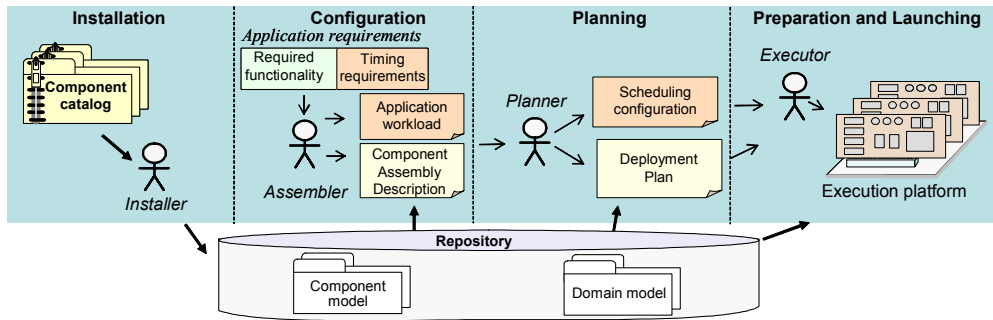 Installation
Component
catalog
Installer
Configuration
Application requirements
Required
functionality
Timing
requirements
Application
workload
Component
Assembly
Description
Assembler
Planning
Planner
Scheduling
configuration
Deployment
Plan
Preparation and Launching
Executor
Execution platform
Repository
Component
model
Domain model